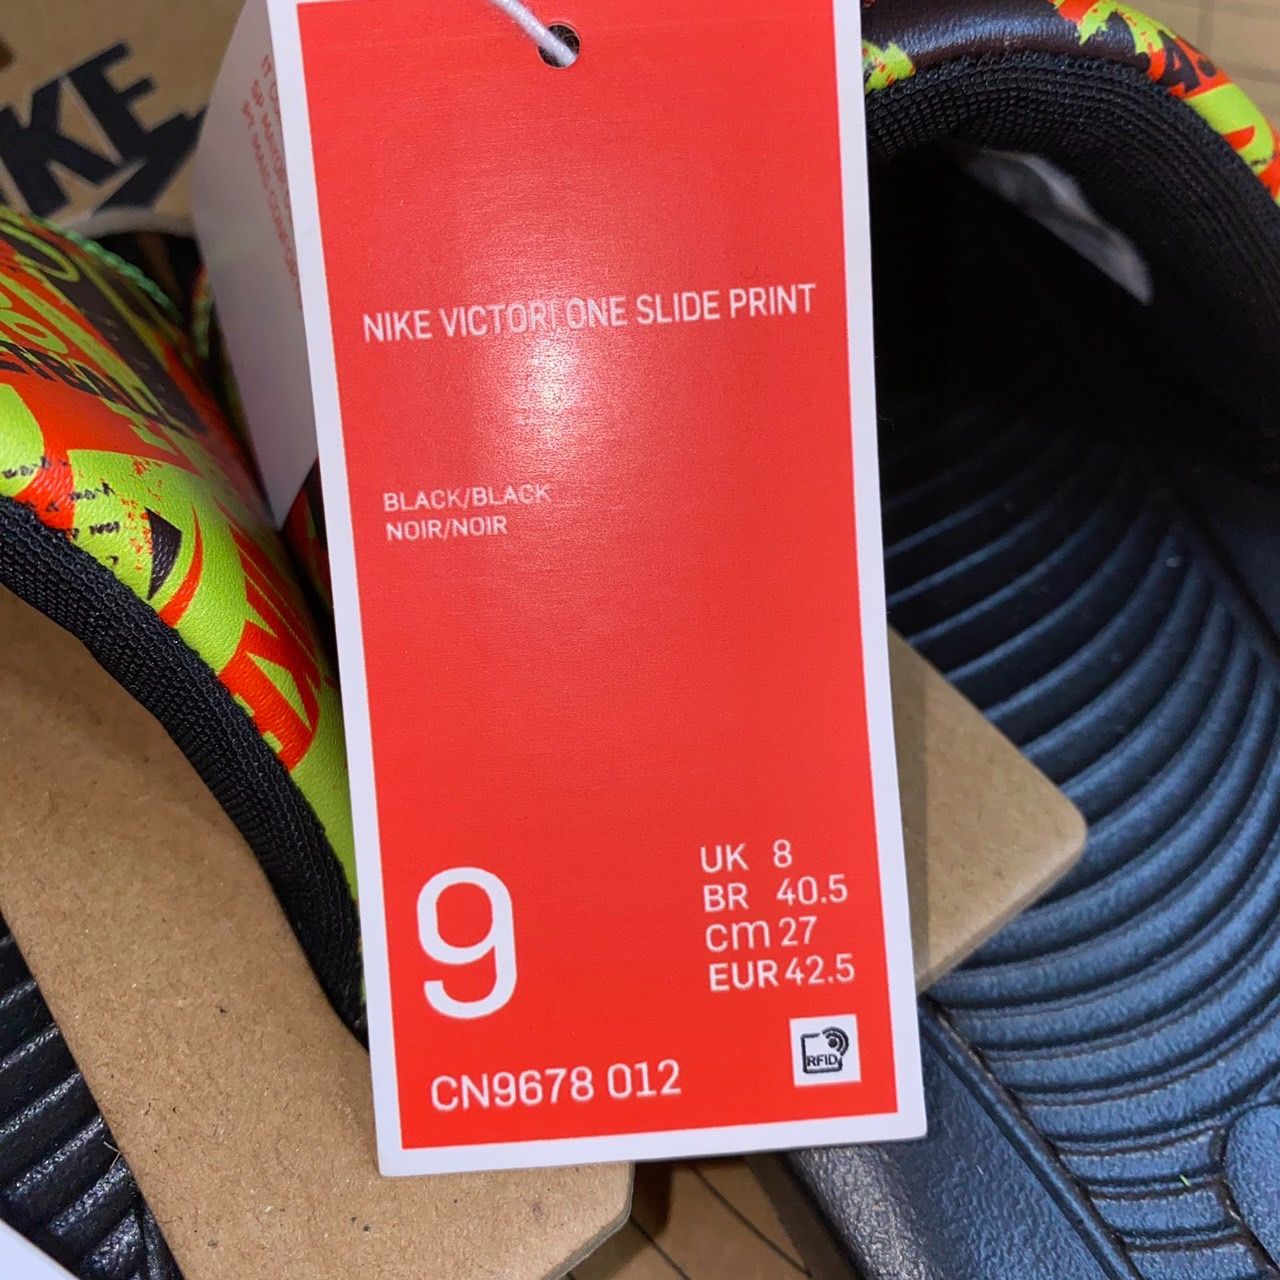 NIKE
NIKE VICTORI ONE SLIDE PRINT
BLACK/BLACK
NOIR/NOIR
9
UK 8
BR 40.5
cm 27
EUR 42.5
CN9678 012
RFID